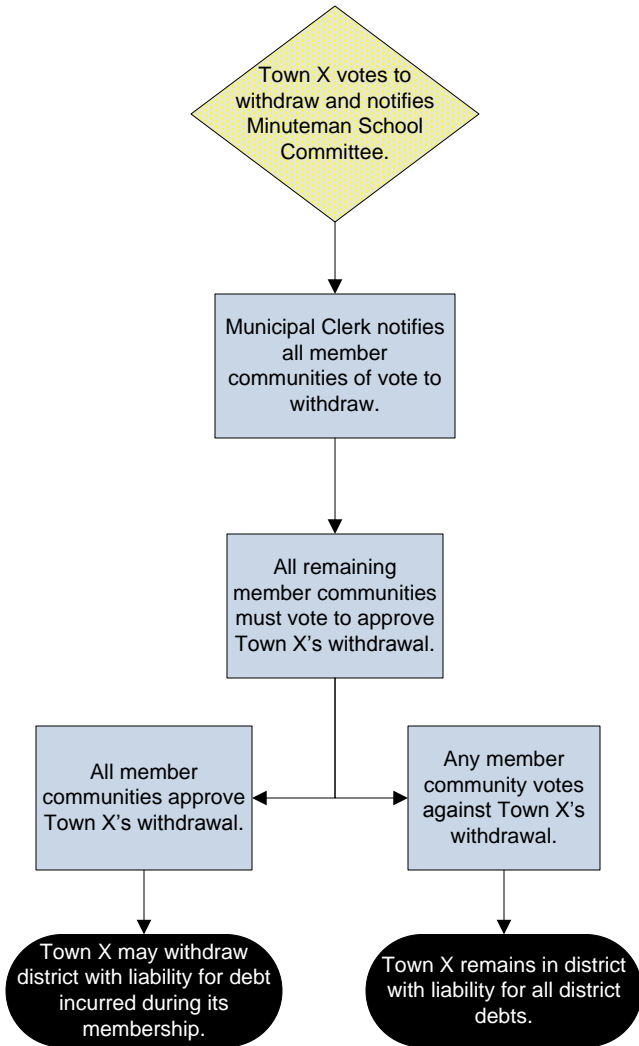 Town X votes to
withdraw and notifies
Minuteman School
Committee.
Municipal Clerk notifies
all member
communities of vote to
withdraw.
All remaining
member communities
must vote to approve
Town X's withdrawal.
All member
communities approve
Town X's withdrawal.
Any member
community votes
against Town X's
withdrawal.
Town X may withdraw
district with liability for debt
incurred during its
membership.
Town X remains in district
with liability for all district
debts.